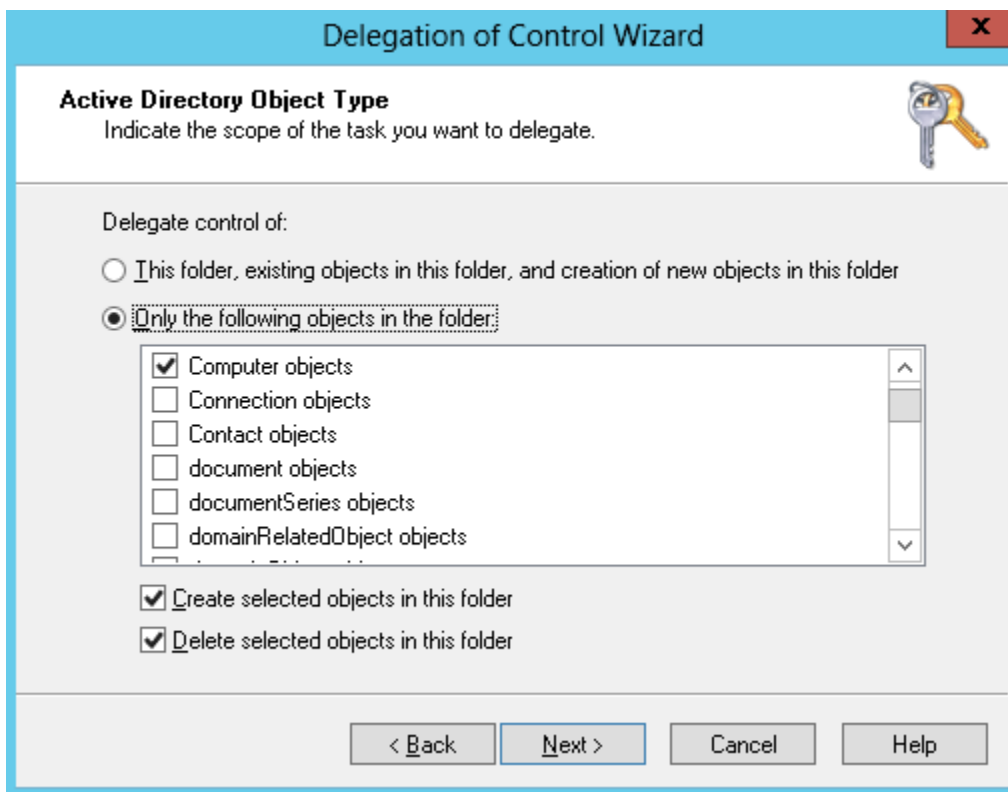 Delegation of Control Wizard
x
Active Directory Object Type
Indicate the scope of the task you want to delegate.
Delegate control of:
This folder, existing objects in this folder, and creation of new objects in this folder
Only the following objects in the folder:
Computer objects
Connection objects
Contact objects
document objects
documentSeries objects
domainRelatedObject objects
Create selected objects in this folder
Delete selected objects in this folder
< Back
Next >
Cancel
Help